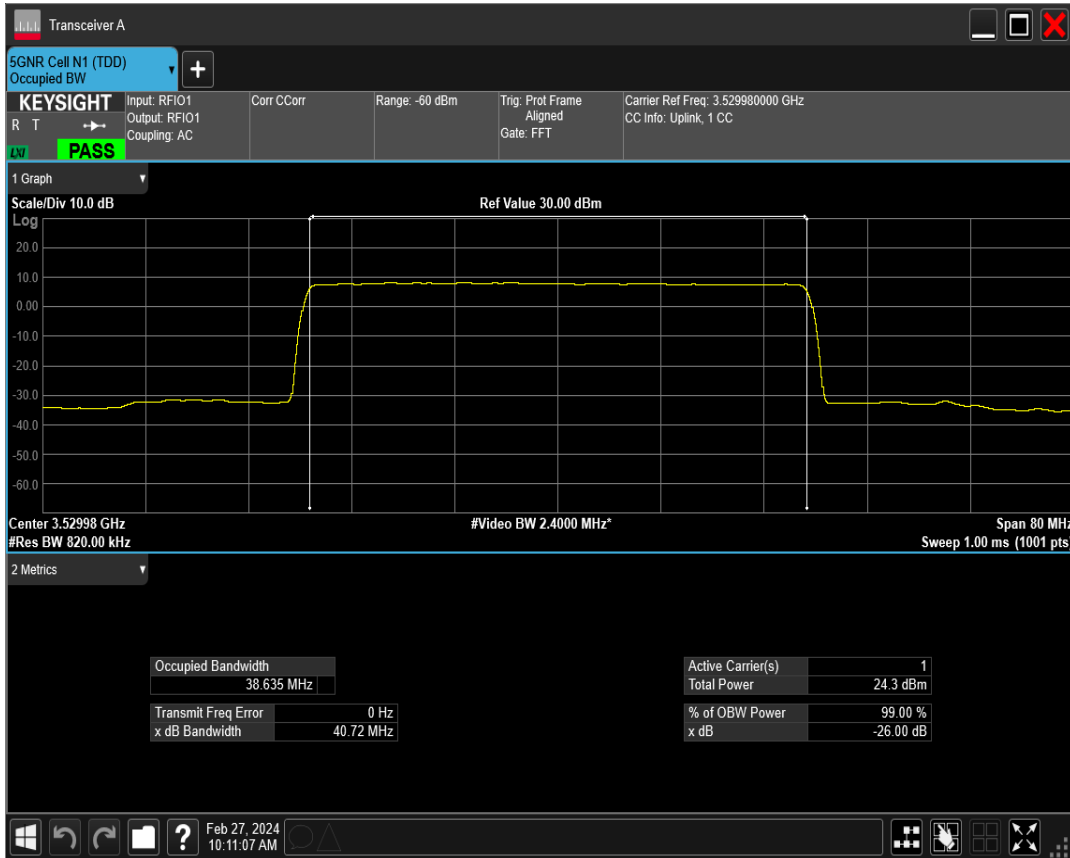 Transceiver A
5GNR Cell N1 (TDD)
Occupied BW
+
KEYSIGHT
R T
LXI
PASS
Input: RFIO1
Output: RFIO1
Coupling: AC
Corr CCorr
Range: -60 dBm
Trig: Prot Frame
Aligned
Gate: FFT
Carrier Ref Freq: 3.529980000 GHz
CC Info: Uplink, 1 CC
1 Graph
Scale/Div 10.0 dB
Ref Value 30.00 dBm
Log
20.0
10.0
0.00
-10.0
-20.0
-30.0
-40.0
-50.0
-60.0
Center 3.52998 GHz
#Video BW 2.4000 MHz*
Span 80 MHz
#Res BW 820.00 kHz
Sweep 1.00 ms (1001 pts)
2 Metrics
Occupied Bandwidth
38.635 MHz
Transmit Freq Error 0 Hz
x dB Bandwidth 40.72 MHz
Active Carrier(s) 1
Total Power 24.3 dBm
% of OBW Power 99.00 %
x dB -26.00 dB
?
Feb 27, 2024
10:11:07 AM